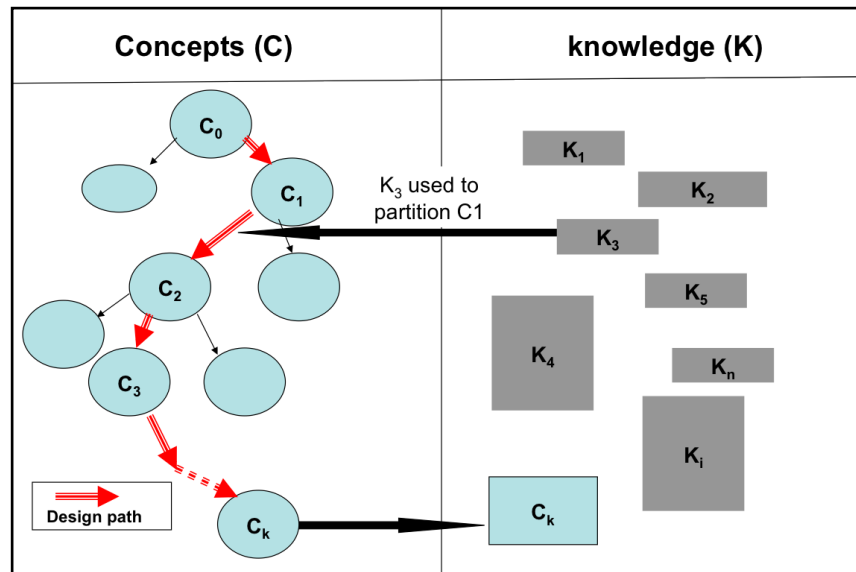 Concepts (C)
knowledge (K)
C₀
C₁
K₃ used to
partition C1
C₂
C₃
Cₖ
Design path
K₁
K₂
K₃
K₅
K₄
Kₙ
Kᵢ
Cₖ